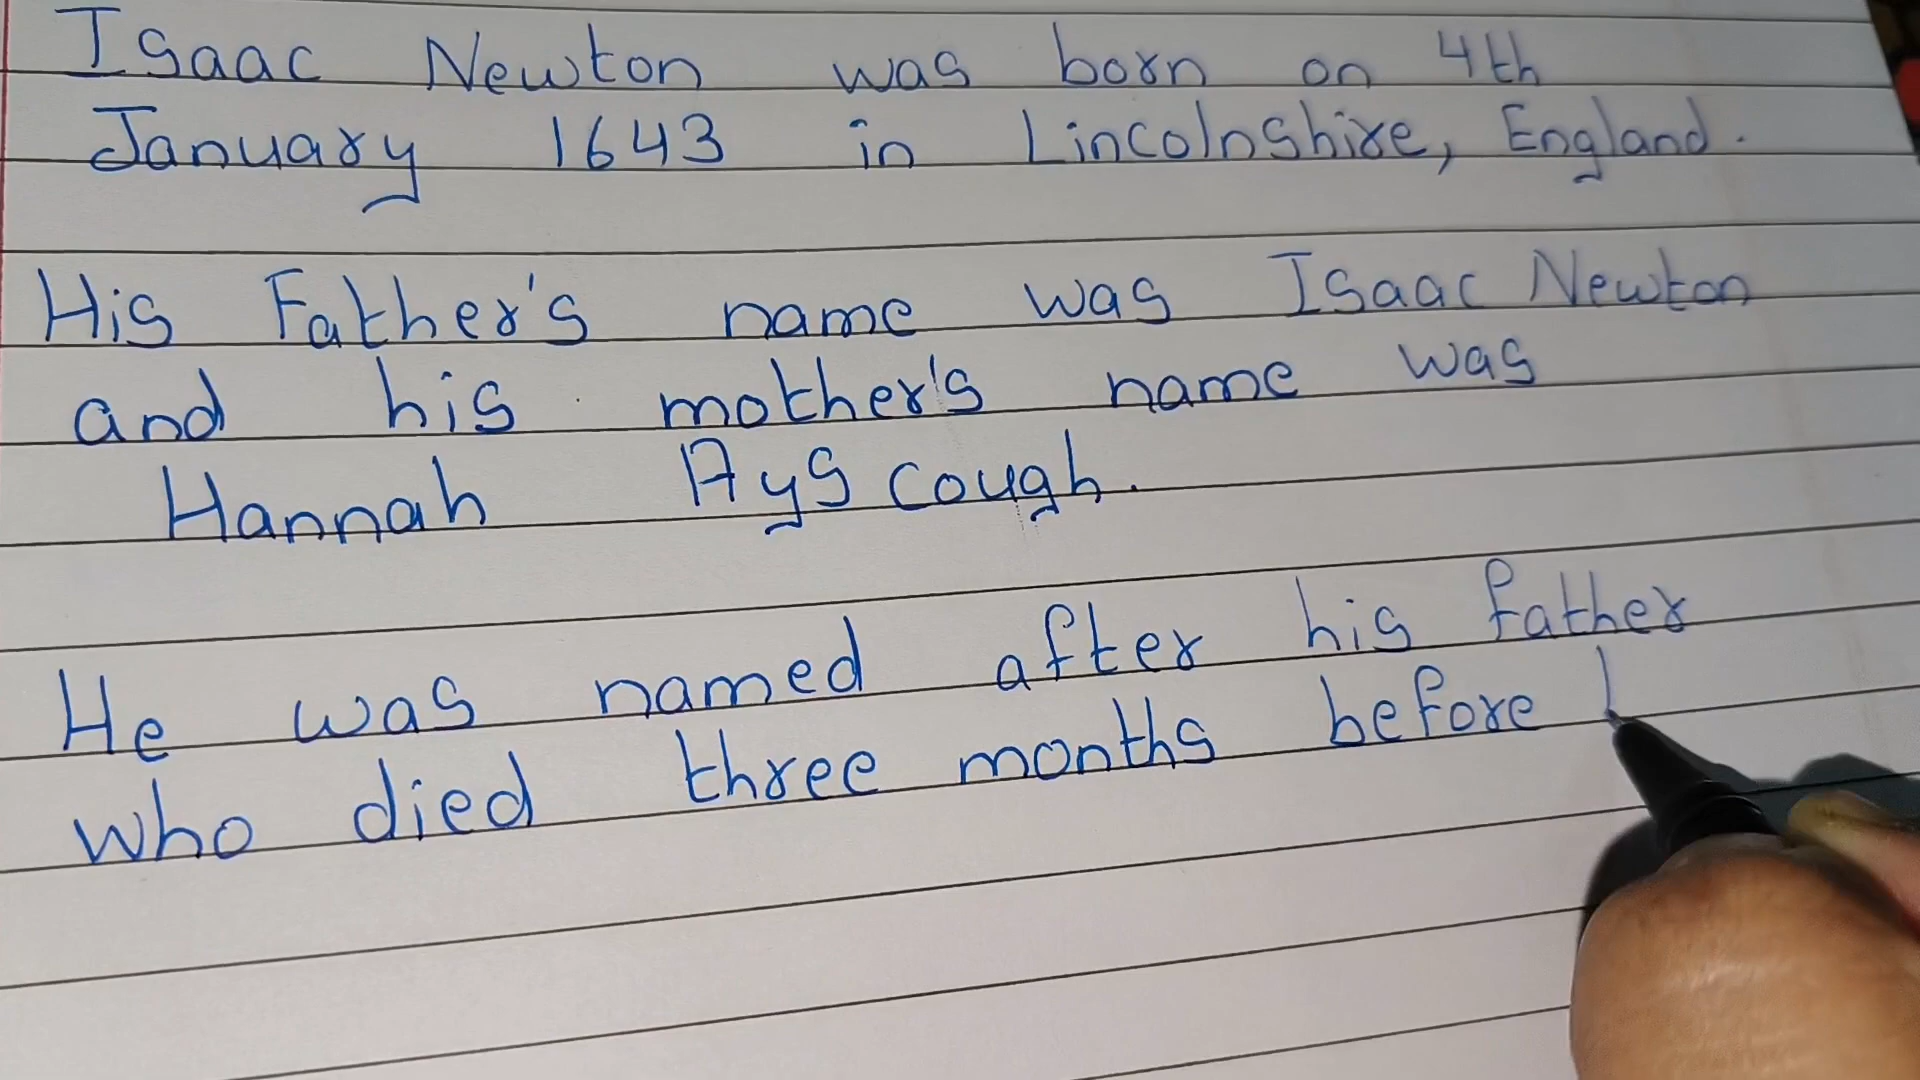 Isaac Newton was born on 4th
January 1643 in Lincolnshire, England.
His Father's name was Isaac Newton
and his mother's name was
Hannah Ayscough.
He was named after his father
who died three months before